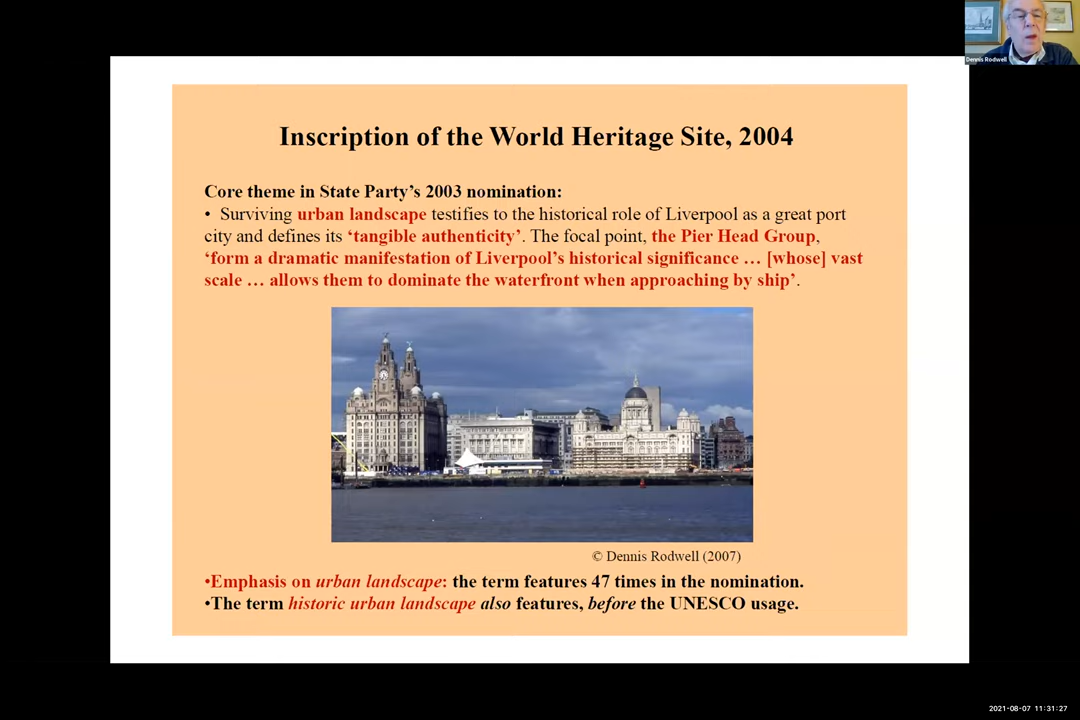 Dennis Rodwell
Inscription of the World Heritage Site, 2004
Core theme in State Party’s 2003 nomination:
• Surviving urban landscape testifies to the historical role of Liverpool as a great port
city and defines its ‘tangible authenticity’. The focal point, the Pier Head Group,
‘form a dramatic manifestation of Liverpool’s historical significance … [whose] vast
scale … allows them to dominate the waterfront when approaching by ship’.
© Dennis Rodwell (2007)
•Emphasis on urban landscape: the term features 47 times in the nomination.
•The term historic urban landscape also features, before the UNESCO usage.
2021-08-07 11:31:27